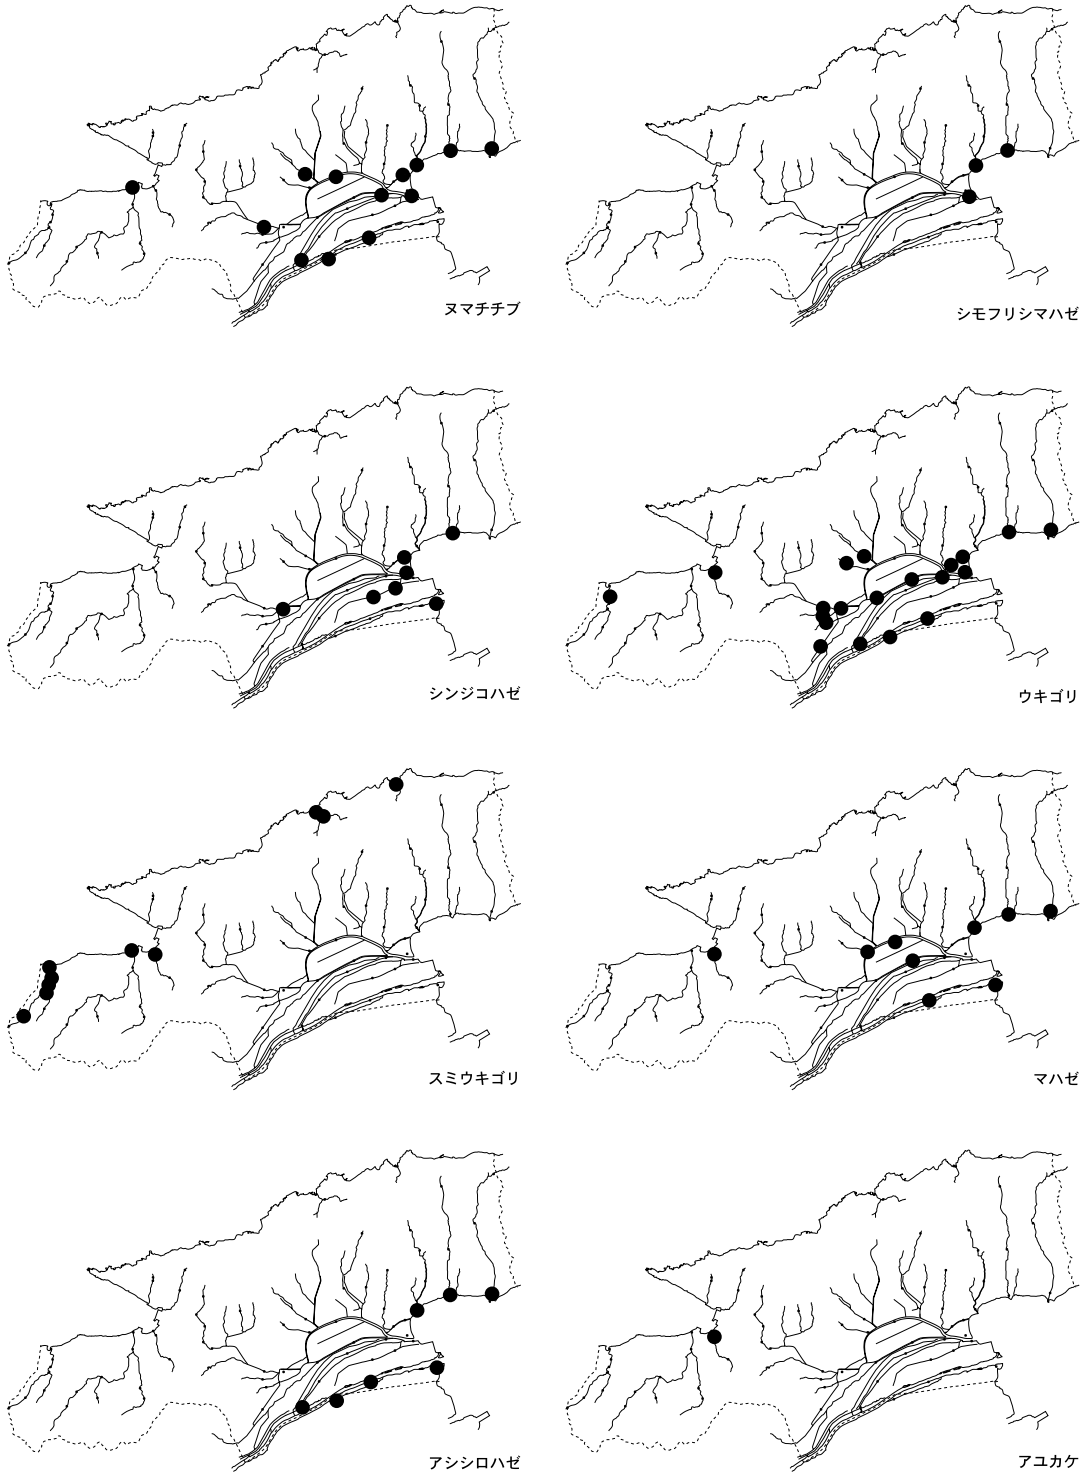 ヌマチチブ
シモフリシマハゼ
シンジコハゼ
ウキゴリ
スミウキゴリ
マハゼ
アシシロハゼ
アユカケ